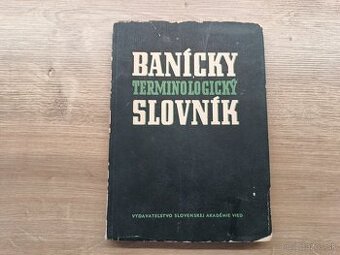 BANÍCKY
TERMINOLOGICKÝ
SLOVNÍK
VYDAVATEĽSTVO SLOVENSKEJ AKADÉMIE VIED